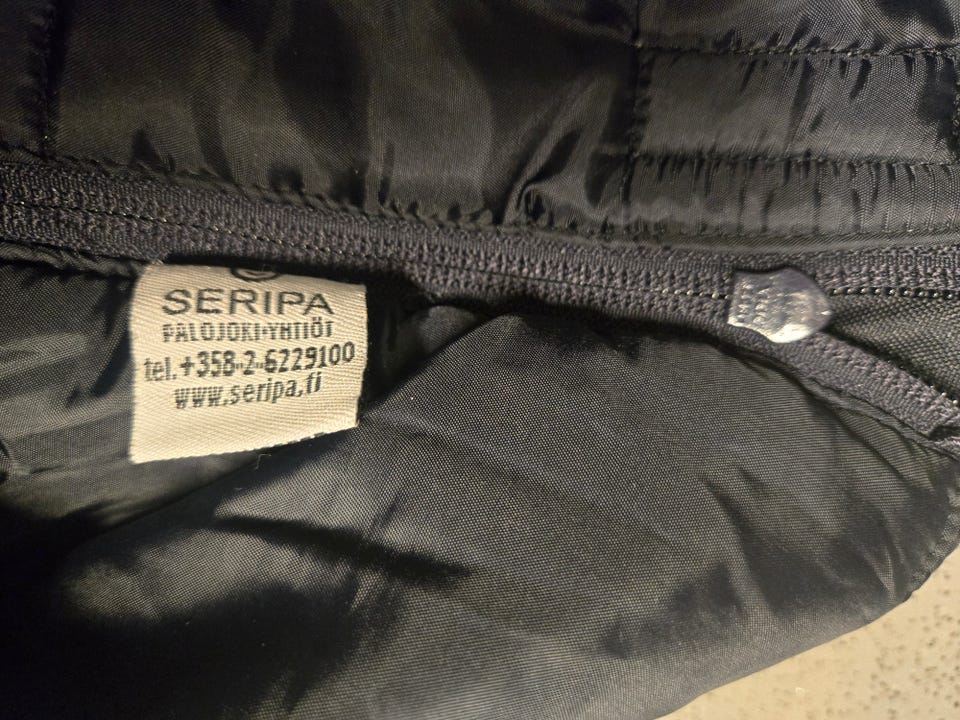 SERIPA
PALOJOKI-YHTIÖT
tel.+358-2-6229100
www.seripa.fi